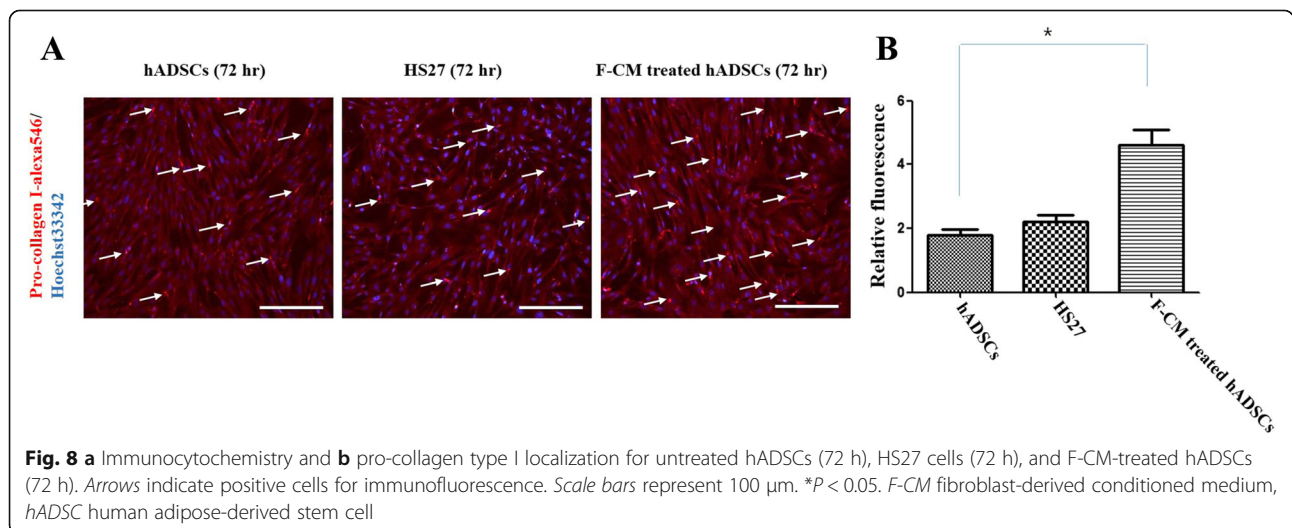 A
hADSCs (72 hr)
HS27 (72 hr)
F-CM treated hADSCs (72 hr)
Pro-collagen I-alexa546/
Hoechst33342
B
*
Relative fluorescence
6
4
2
0
hADSCs
HS27
F-CM treated hADSCs
Fig. 8 a Immunocytochemistry and b pro-collagen type I localization for untreated hADSCs (72 h), HS27 cells (72 h), and F-CM-treated hADSCs
(72 h). Arrows indicate positive cells for immunofluorescence. Scale bars represent 100 μm. *P < 0.05. F-CM fibroblast-derived conditioned medium,
hADSC human adipose-derived stem cell